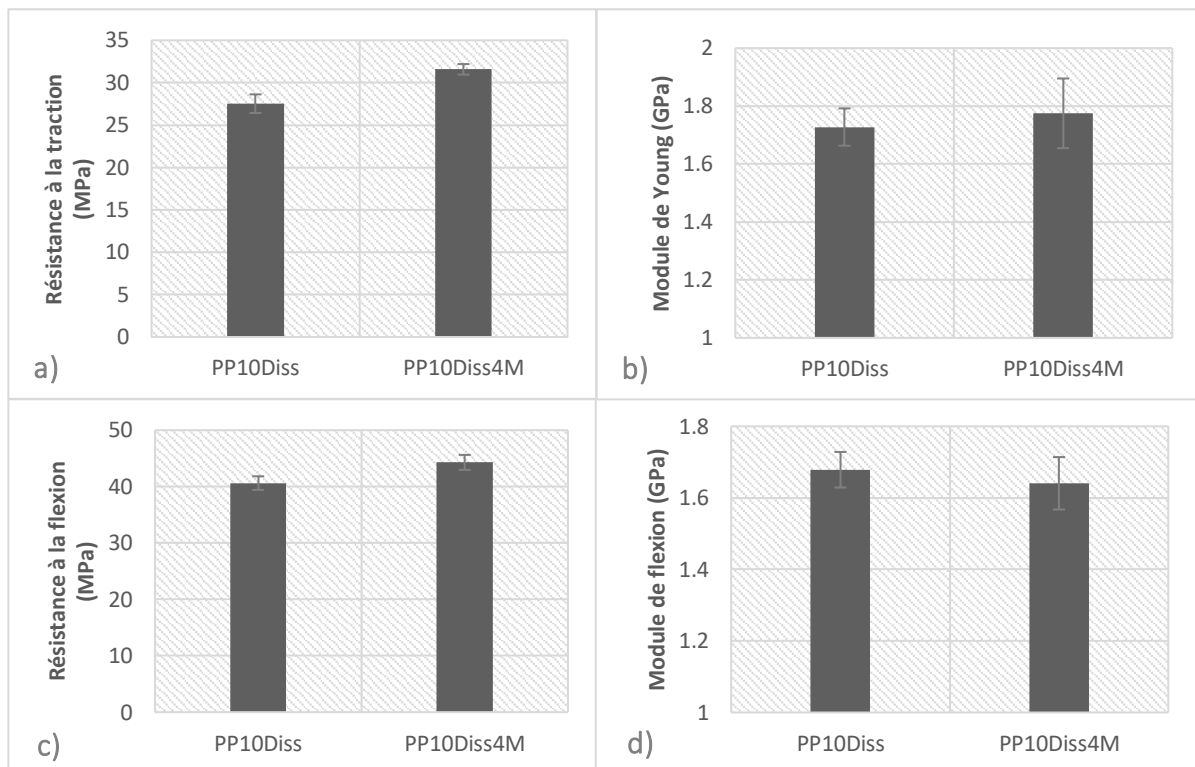 Résistance à la traction
(MPa)
35
30
25
20
15
10
5
0
PP10Diss
PP10Diss4M
a)
Module de Young (GPa)
2
1.8
1.6
1.4
1.2
1
PP10Diss
PP10Diss4M
b)
Résistance à la flexion
(MPa)
50
40
30
20
10
0
PP10Diss
PP10Diss4M
c)
Module de flexion (GPa)
1.8
1.6
1.4
1.2
1
PP10Diss
PP10Diss4M
d)